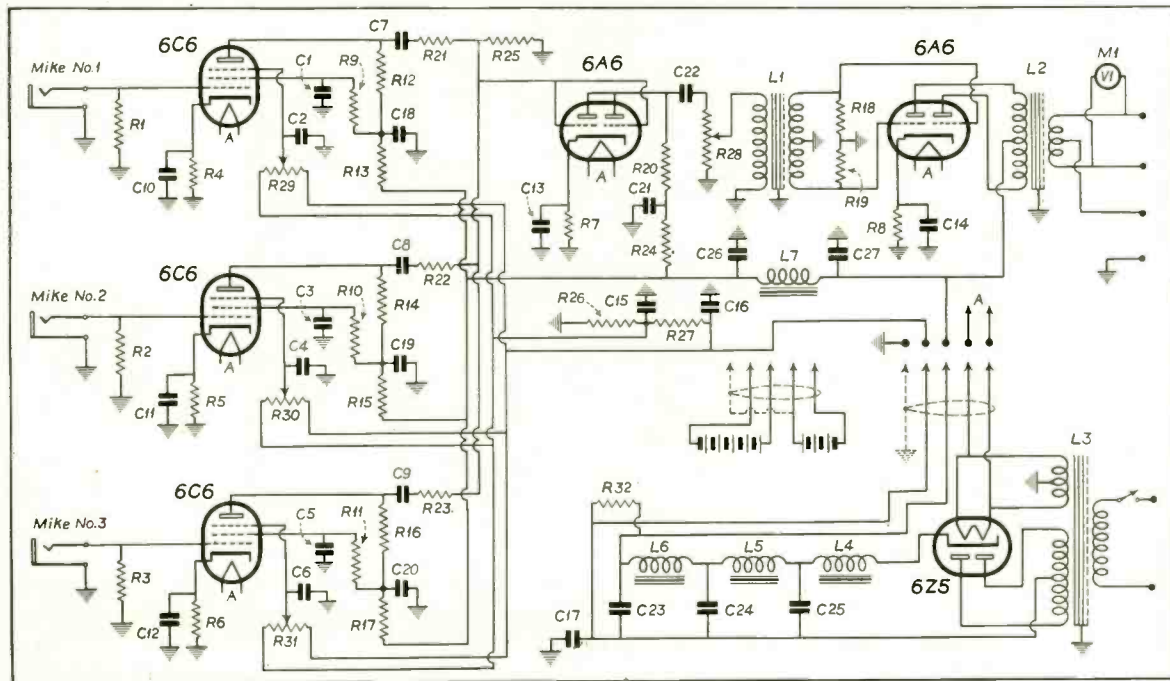 C7
R21
R25
6C6
C1
R9
R12
6A6
C22
L1
6A6
L2
M1
VI
Mike No.1
R1
C2
C18
R18
R28
R20
A
C10
R4
R29
R13
C13
R7
A
C21
R24
R19
R8
A
C14
C26
L7
C27
6C6
C8
R22
Mike No.2
C3
R10
R14
R26
C15
C16
R27
A
R2
C4
C19
A
C11
R5
R30
R15
L3
6C6
C9
R23
R32
Mike No.3
C5
R11
R16
L6
L5
L4
6Z5
R3
C6
C20
A
C12
R6
R31
R17
C17
C23
C24
C25